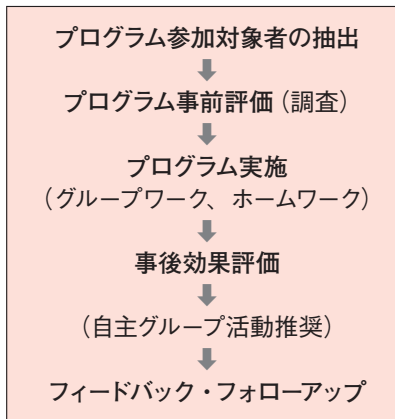 プログラム参加対象者の抽出
プログラム事前評価（調査）
プログラム実施
（グループワーク、ホームワーク）
事後効果評価
（自主グループ活動推奨）
フィードバック・フォローアップ